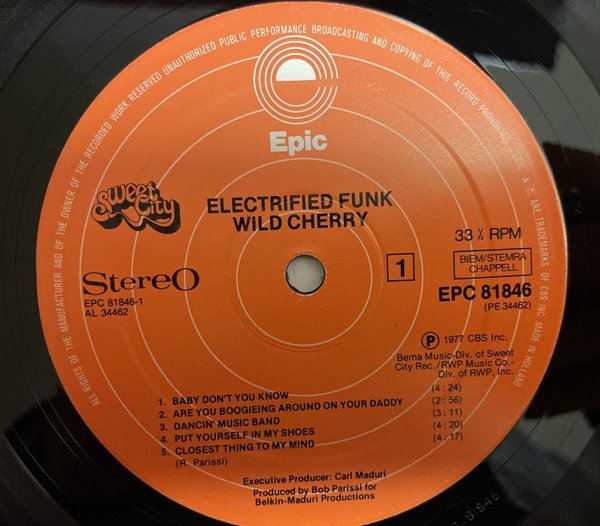 ALL RIGHTS OF THE MANUFACTURER AND OF THE OWNER OF THE RECORDED WORK RESERVED UNAUTHORIZED PUBLIC PERFORMANCE BROADCASTING AND COPYING OF THIS RECORD PROHIBITED
ARE TRADEMARKS OF CBS INC. MADE IN HOLLAND
Epic
Sweet
City
ELECTRIFIED FUNK
WILD CHERRY
33 ⅓ RPM
1
BIEM/STEMRA
CHAPPELL
StereO
EPC 81846-1
AL 34462
EPC 81846
(PE 34462)
Ⓟ 1977 CBS Inc.
Bema Music-Div. of Sweet
City Rec./RWP Music Co.-
Div. of RWP, Inc.
1. BABY DON'T YOU KNOW (4:24)
2. ARE YOU BOOGIEING AROUND ON YOUR DADDY (2:56)
3. DANCIN' MUSIC BAND (3:11)
4. PUT YOURSELF IN MY SHOES (4:20)
5. CLOSEST THING TO MY MIND (4:17)
(R. Parissi)
Executive Producer: Carl Maduri
Produced by Bob Parissi for
Belkin-Maduri Productions